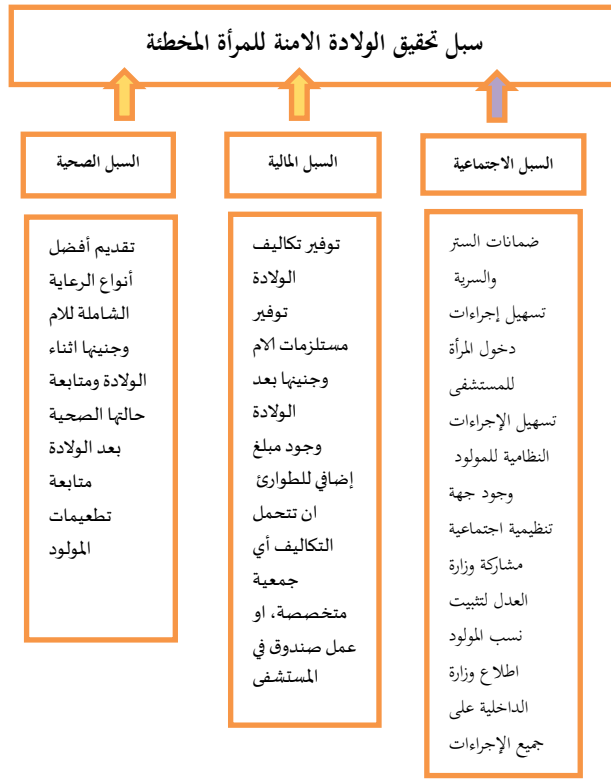 سبل تحقيق الولادة الامنة للمرأة المخطئة
السبل الاجتماعية
ضمانات الستر
والسرية
تسهيل إجراءات
دخول المرأة
للمستشفى
تسهيل الإجراءات
النظامية للمولود
وجود جهة
تنظيمية اجتماعية
مشاركة وزارة
العدل لتثبيت
نسب المولود
اطلاع وزارة
الداخلية على
جميع الإجراءات
السبل المالية
توفير تكاليف
الولادة
توفير
مستلزمات الام
وجنينها بعد
الولادة
وجود مبلغ
إضافي للطوارئ
ان تتحمل
التكاليف أي
جمعية
متخصصة، او
عمل صندوق في
المستشفى
السبل الصحية
تقديم أفضل
أنواع الرعاية
الشاملة للام
وجنينها اثناء
الولادة ومتابعة
حالتها الصحية
بعد الولادة
متابعة
تطعيمات
المولود